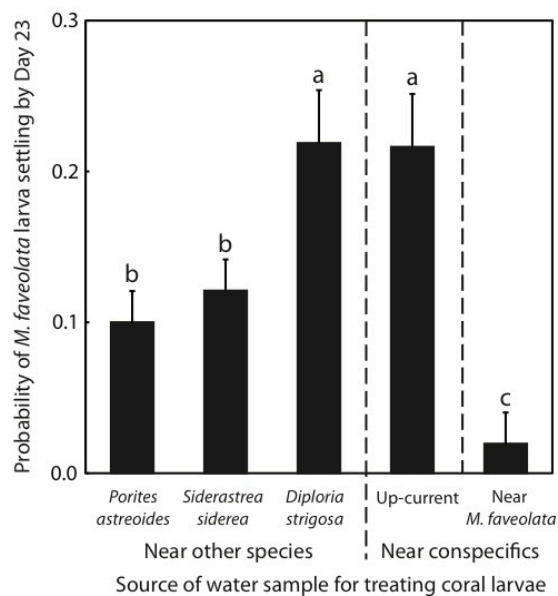 Probability of M. faveolata larva settling by Day 23
0.3
0.2
0.1
0.0
b
b
a
a
c
Porites
astreoides
Siderastrea
siderea
Diploria
strigosa
Up-current
Near
M. faveolata
Near other species
Near conspecifics
Source of water sample for treating coral larvae